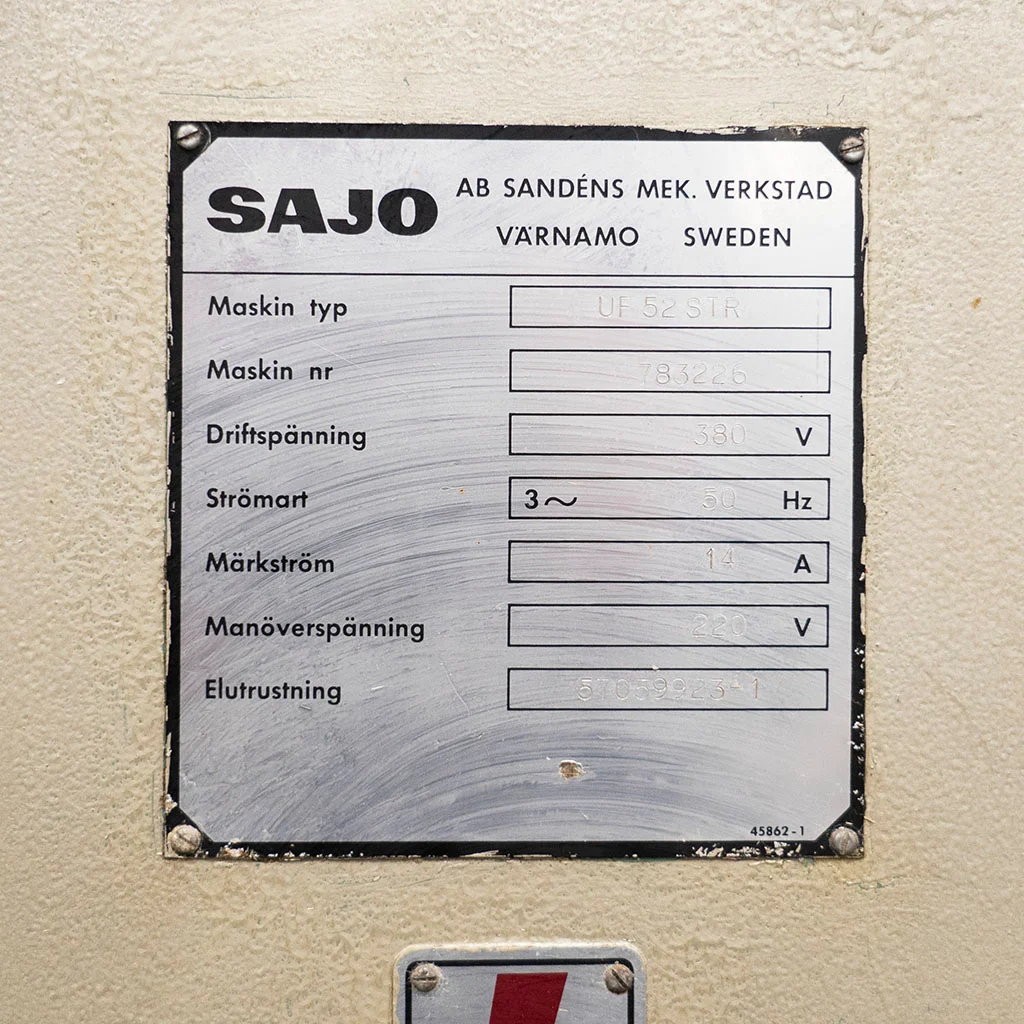 SAJO AB SANDÉNS MEK. VERKSTAD
VÄRNAMO SWEDEN
Maskin typ UF 52 STR
Maskin nr 783226
Driftspänning 380 V
Strömart 3~ 50 Hz
Märkström 14 A
Manöverspänning 220 V
Elutrustning 57059923-1
45862-1